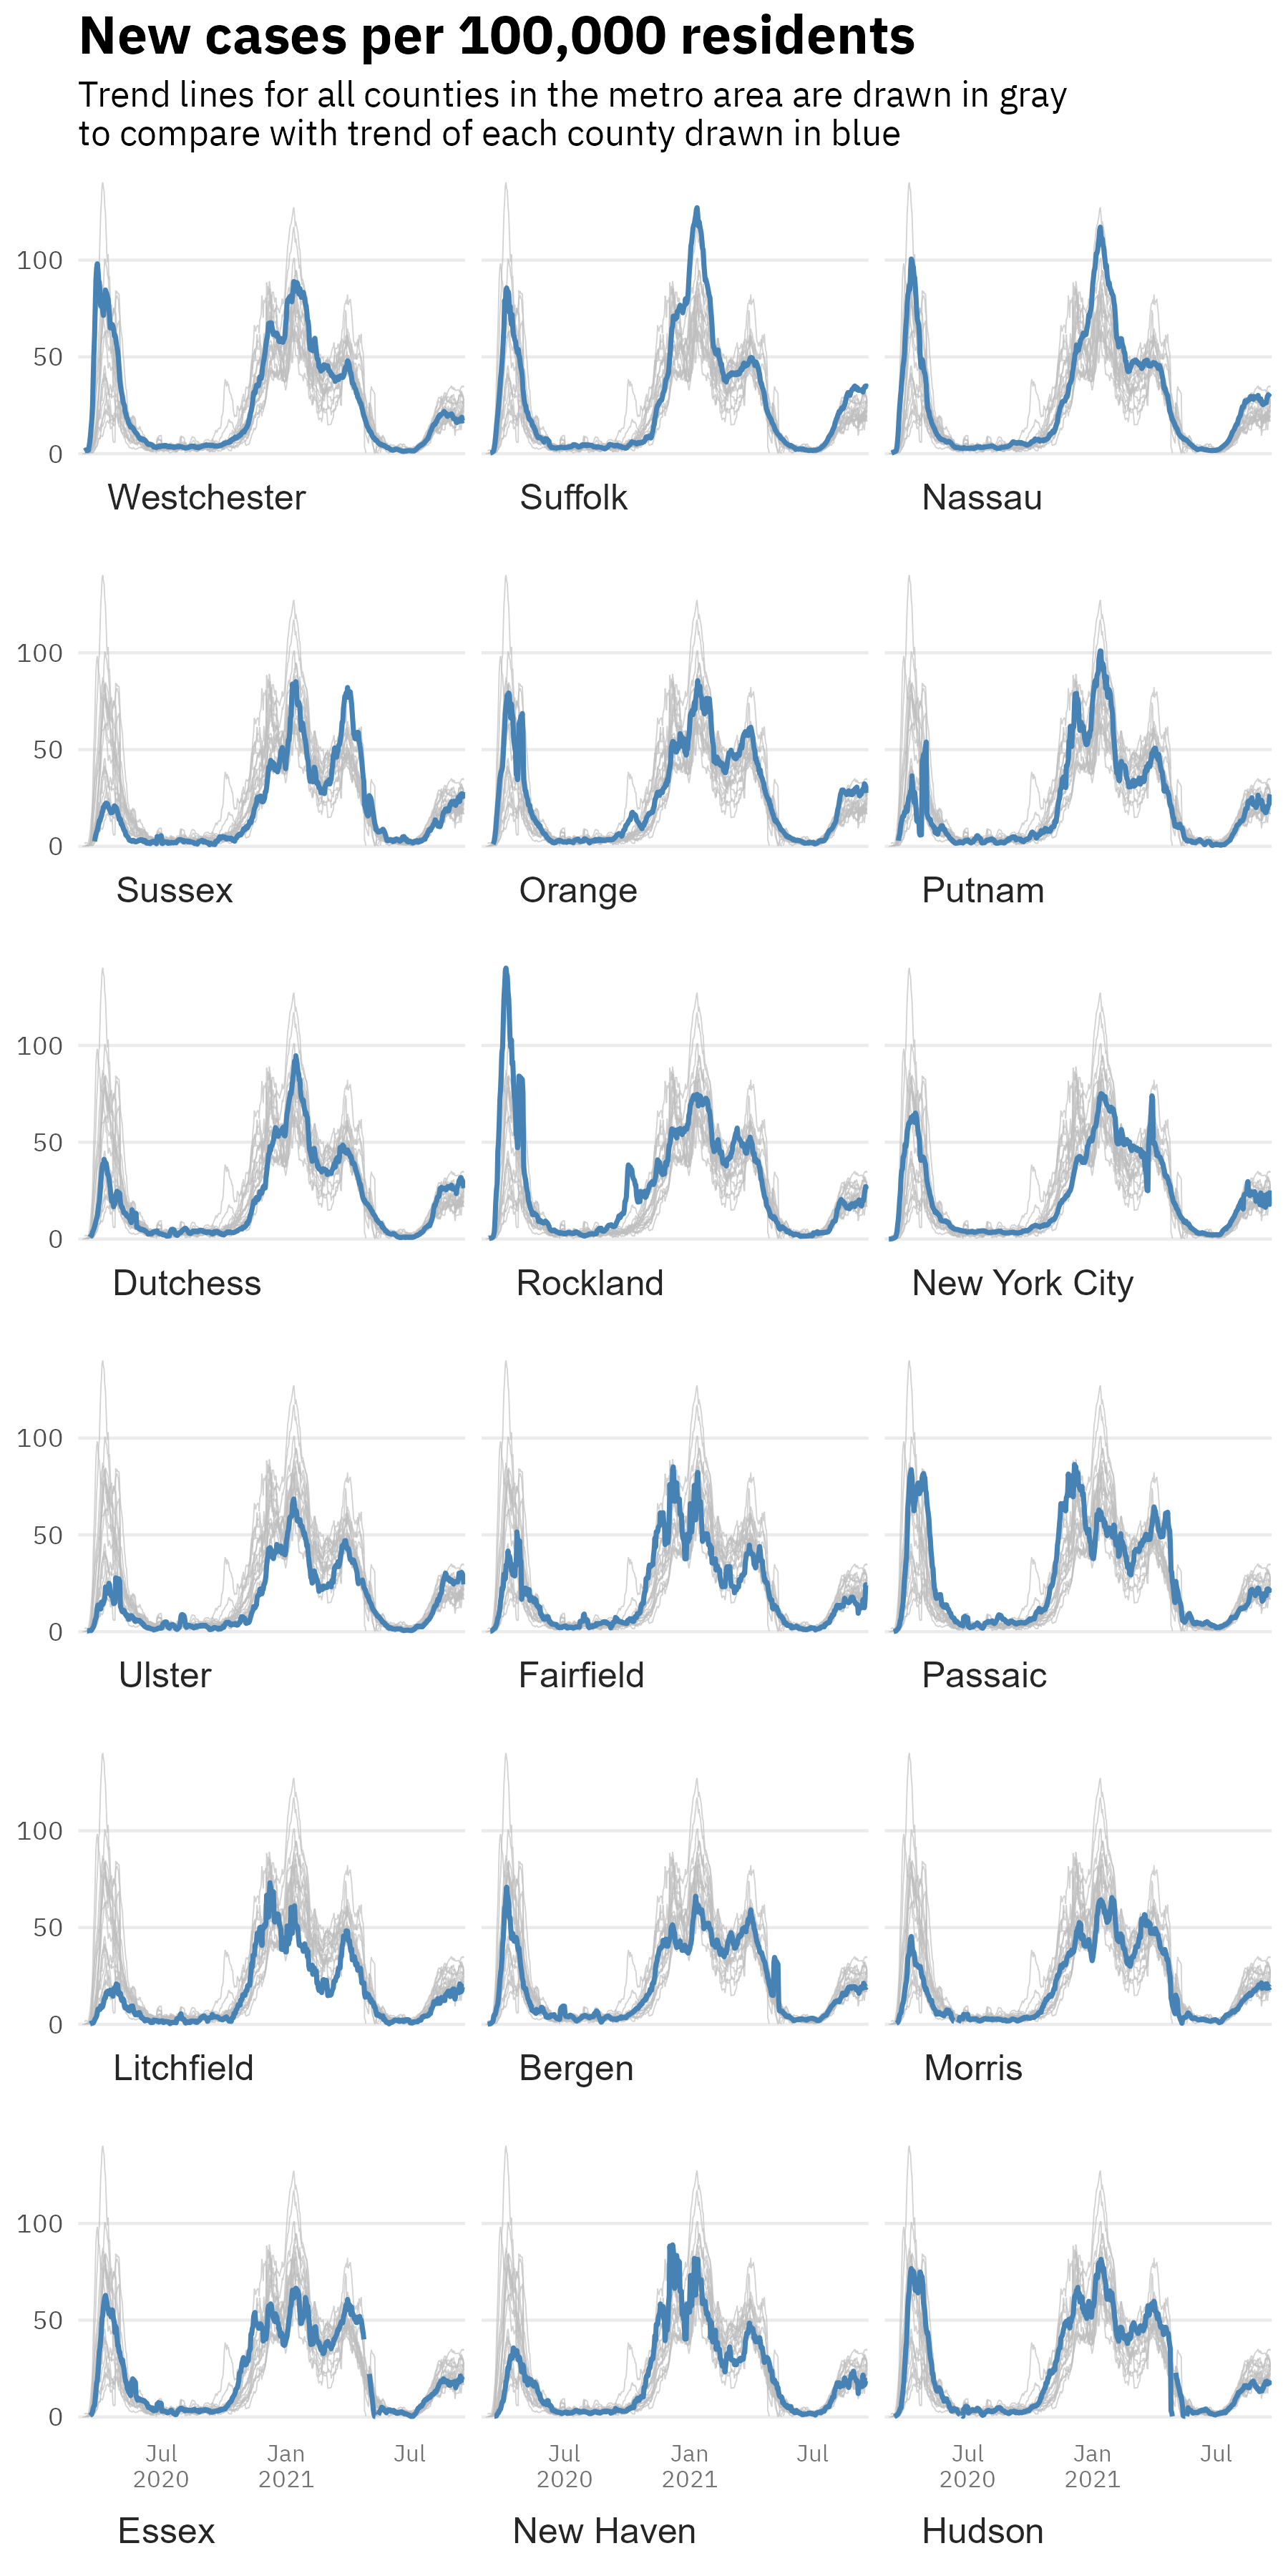 New cases per 100,000 residents
Trend lines for all counties in the metro area are drawn in gray
to compare with trend of each county drawn in blue
100
50
0
Westchester Suffolk Nassau
100
50
0
Sussex Orange Putnam
100
50
0
Dutchess Rockland New York City
100
50
0
Ulster Fairfield Passaic
100
50
0
Litchfield Bergen Morris
100
50
0
Jul Jan Jul Jul Jan Jul Jul Jan Jul
2020 2021 2020 2021 2020 2021
Essex New Haven Hudson